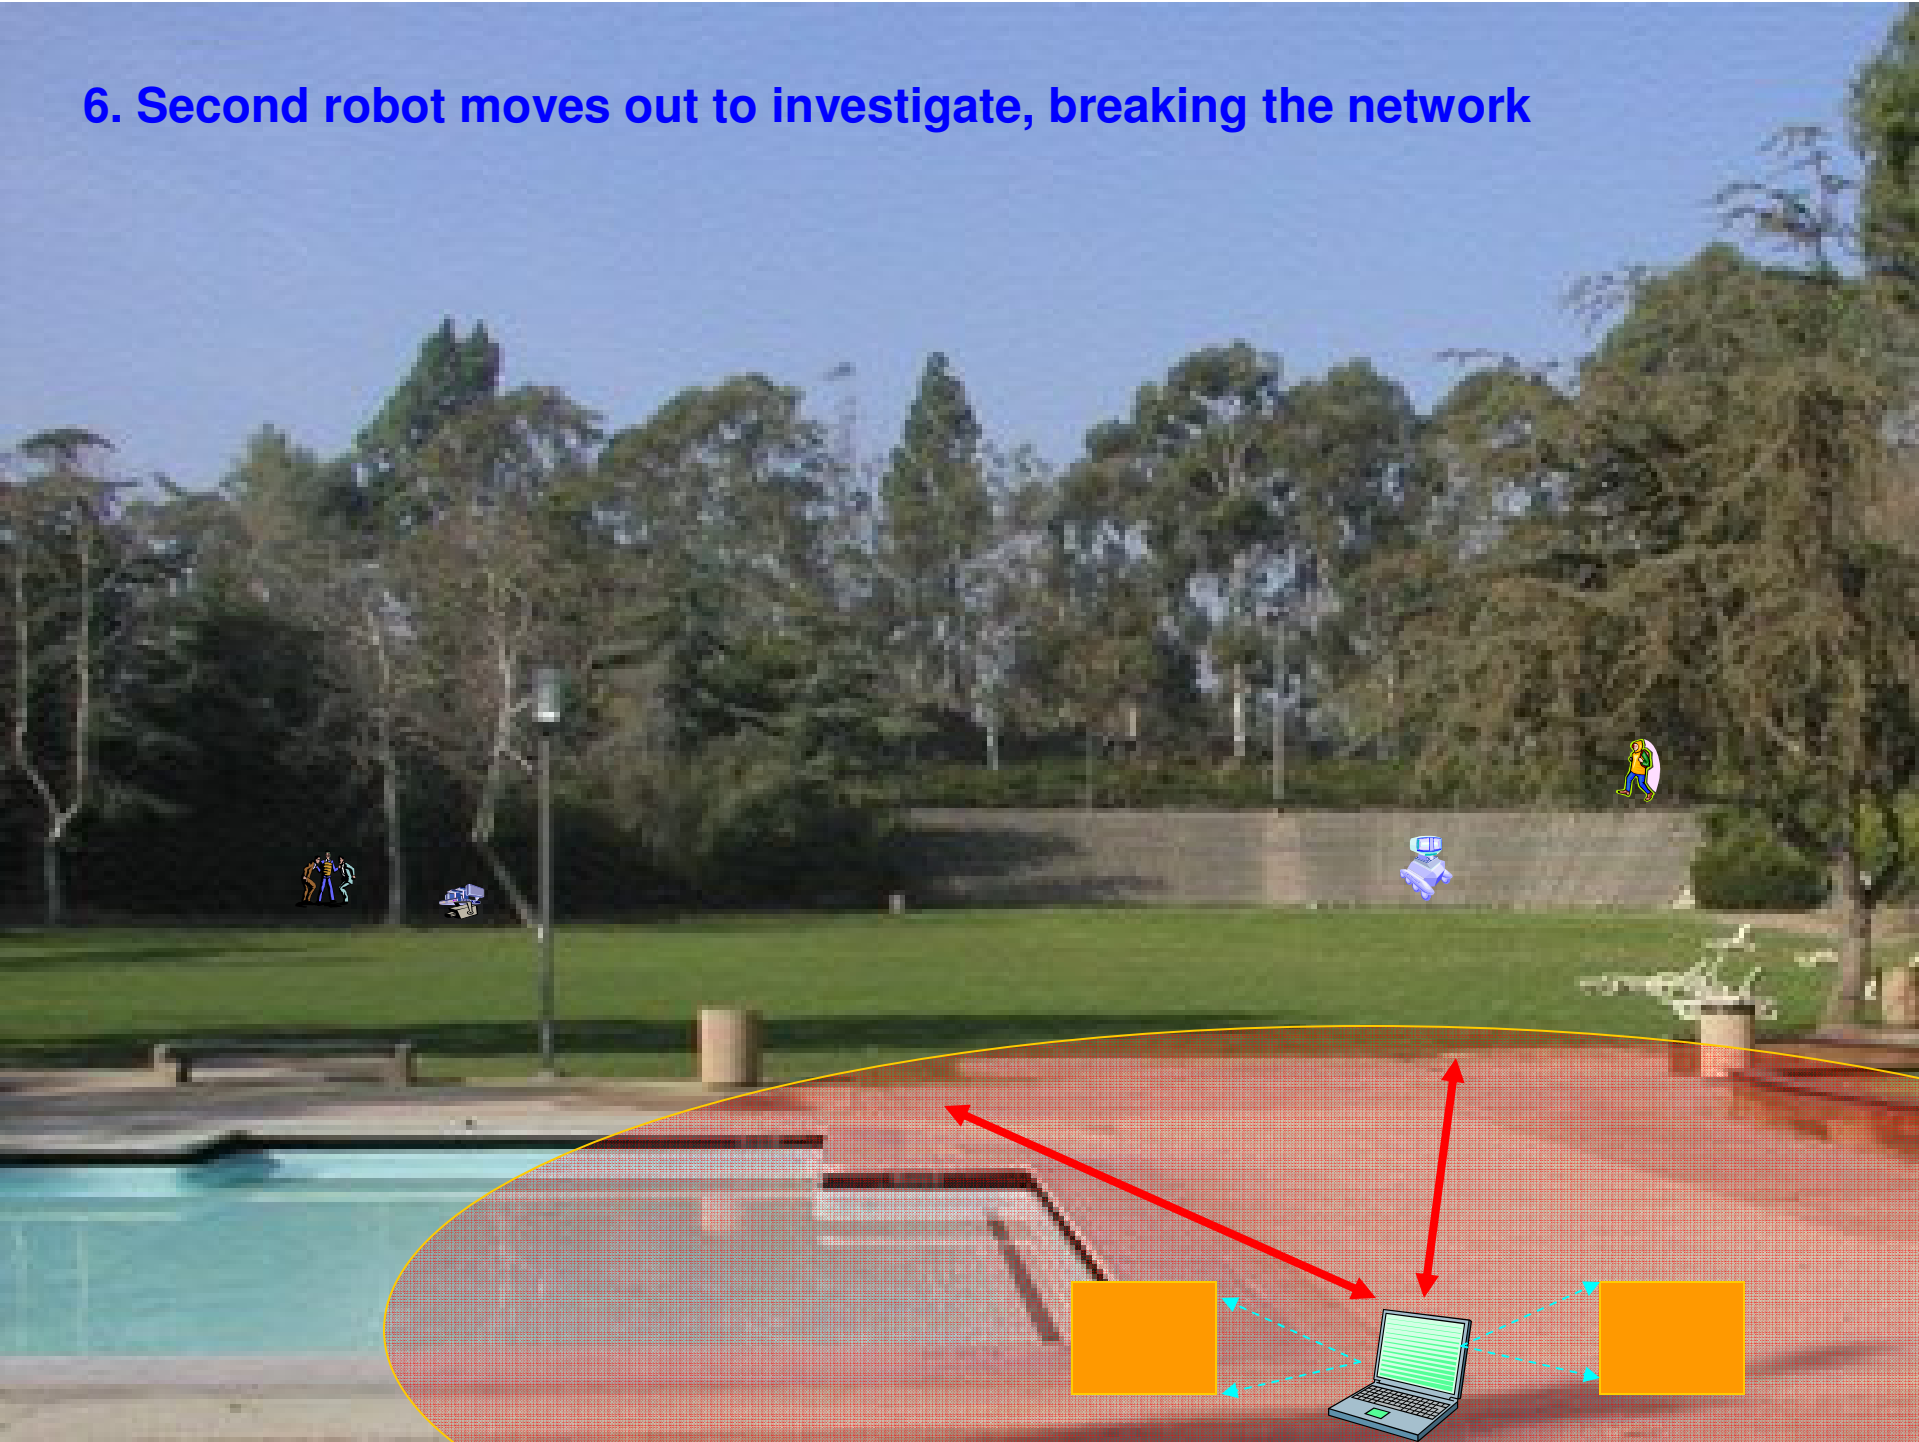 6. Second robot moves out to investigate, breaking the network